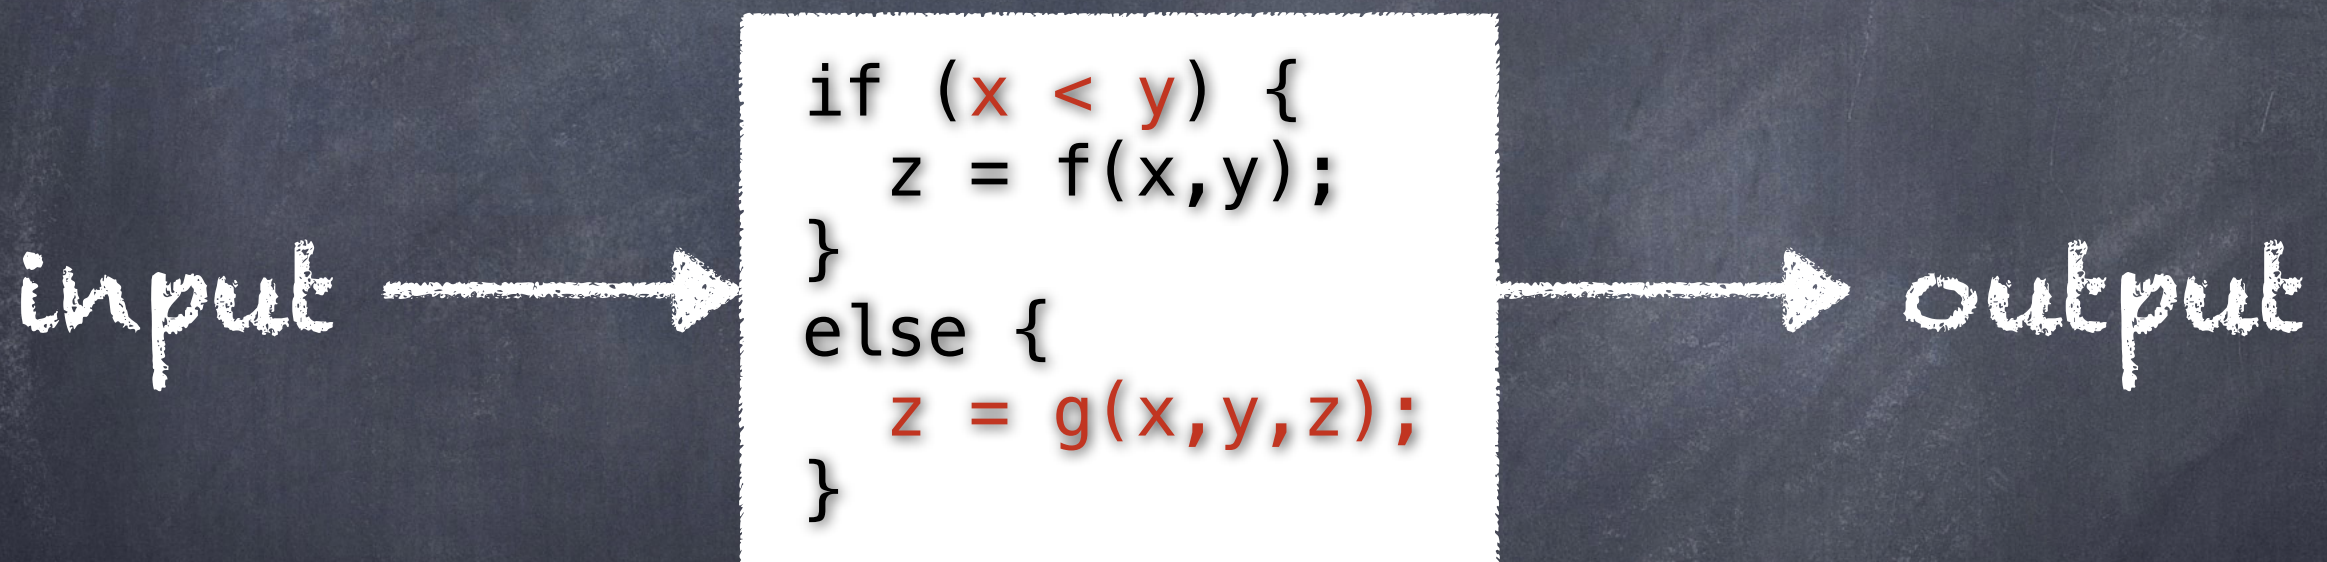 input
if (x < y) {
  z = f(x,y);
}
else {
  z = g(x,y,z);
}
output